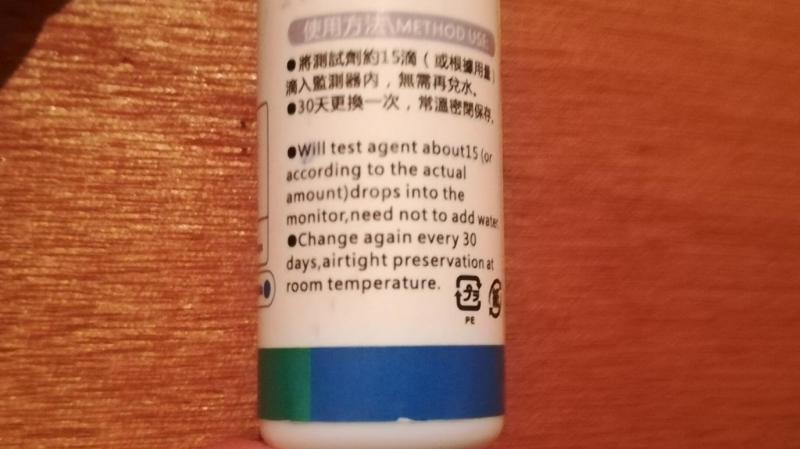 使用方法\METHOD USE
●將測試劑約15滴（或根據用量）
滴入監測器內，無需再兌水。
●30天更換一次，常溫密閉保存。
●Will test agent about15 (or
according to the actual
amount)drops into the
monitor,need not to add water
●Change again every 30
days,airtight preservation at
room temperature.
PE